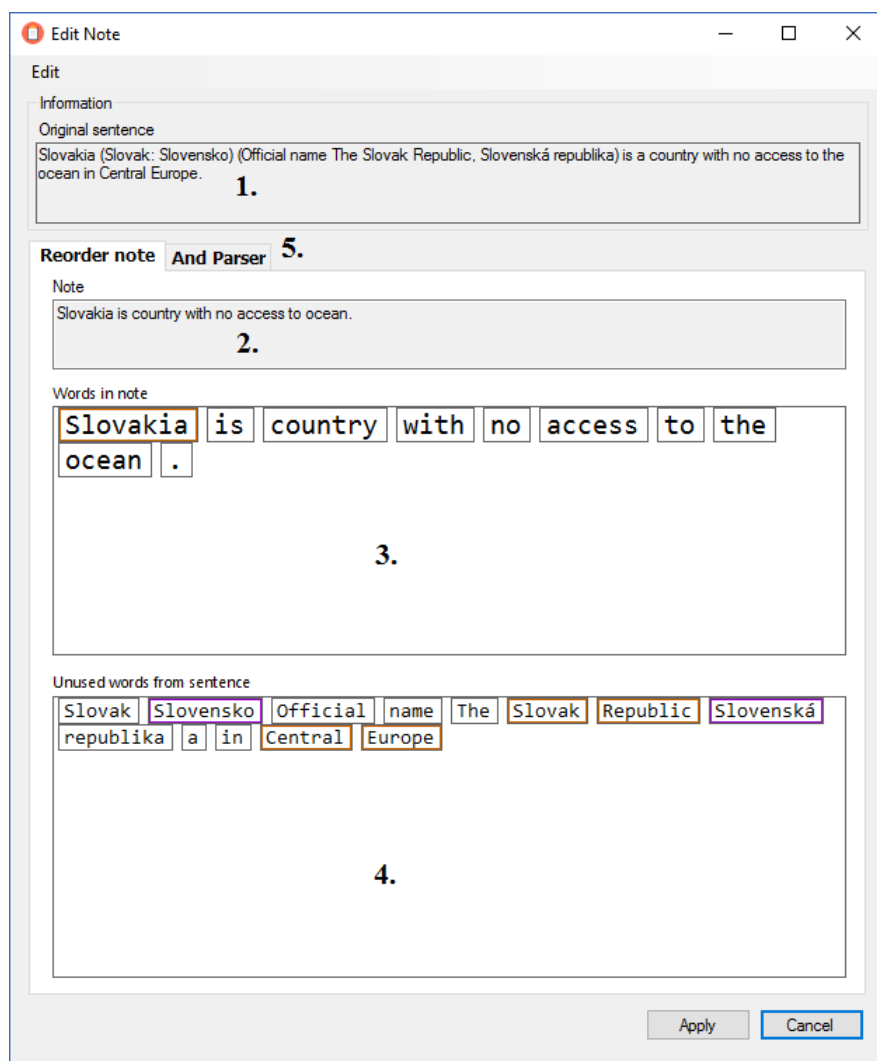 Edit Note
Edit
Information
Original sentence
Slovakia (Slovak: Slovensko) (Official name The Slovak Republic, Slovenská republika) is a country with no access to the
ocean in Central Europe.
1.
Reorder note And Parser 5.
Note
Slovakia is country with no access to ocean.
2.
Words in note
Slovakia is country with no access to the
ocean .
3.
Unused words from sentence
Slovak Slovensko Official name The Slovak Republic Slovenská
republika a in Central Europe
4.
Apply Cancel